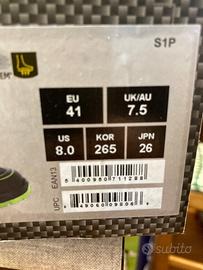 S1P
EU
41
UK/AU
7.5
US
8.0
KOR
265
JPN
26
EAN13
UPC
subito